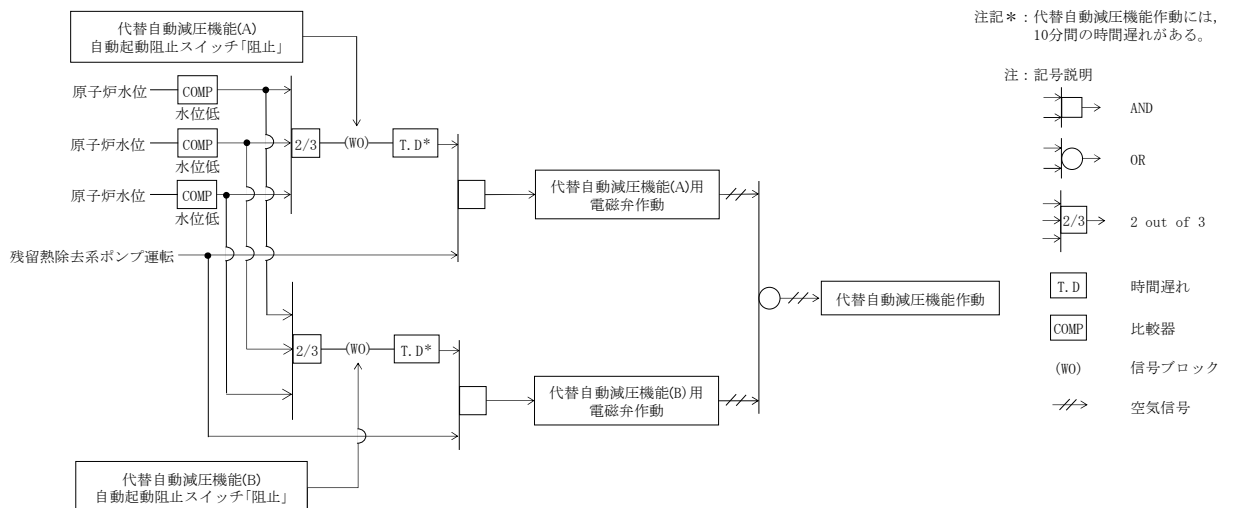 代替自動減圧機能(A)
自動起動阻止スイッチ「阻止」
原子炉水位
COMP
水位低
原子炉水位
COMP
水位低
原子炉水位
COMP
水位低
2/3
(WO)
T.D*
残留熱除去系ポンプ運転
代替自動減圧機能(A)用
電磁弁作動
2/3
(WO)
T.D*
代替自動減圧機能(B)用
電磁弁作動
代替自動減圧機能(B)
自動起動阻止スイッチ「阻止」
代替自動減圧機能作動
注記*：代替自動減圧機能作動には，
10分間の時間遅れがある。
注：記号説明
AND
OR
2/3
2 out of 3
T.D
時間遅れ
COMP
比較器
(WO)
信号ブロック
空気信号